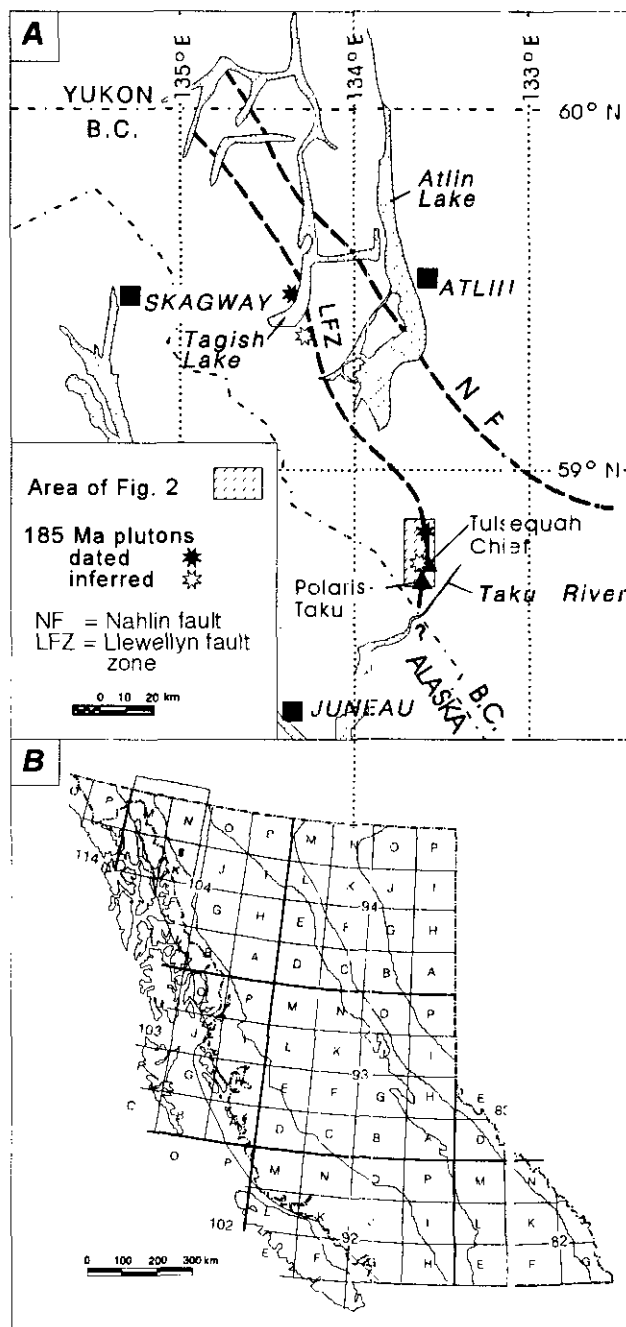 A
135° E
134° E
133° E
YUKON
B.C.
60° N
Atlin
Lake
SKAGWAY
ATLIII
Tagish
Lake
LFZ
N F
59° N
Area of Fig. 2
185 Ma plutons
dated
inferred
NF = Nahlin fault
LFZ = Llewellyn fault
zone
0 10 20 km
Tulsequah
Chief
Polaris
Taku
Taku River
?
B.C.
ALASKA
JUNEAU
B
O P M N O P M N O P
114 K J I L K J I
104 94
G H E F G H
B A D C B A
O P M N O P
103 J L K J I
93
G E F G H E
82
B D C B A D
O P M N O P M N
102 L K J I L K
92 82
E F G H E F G
0 100 200 300 km